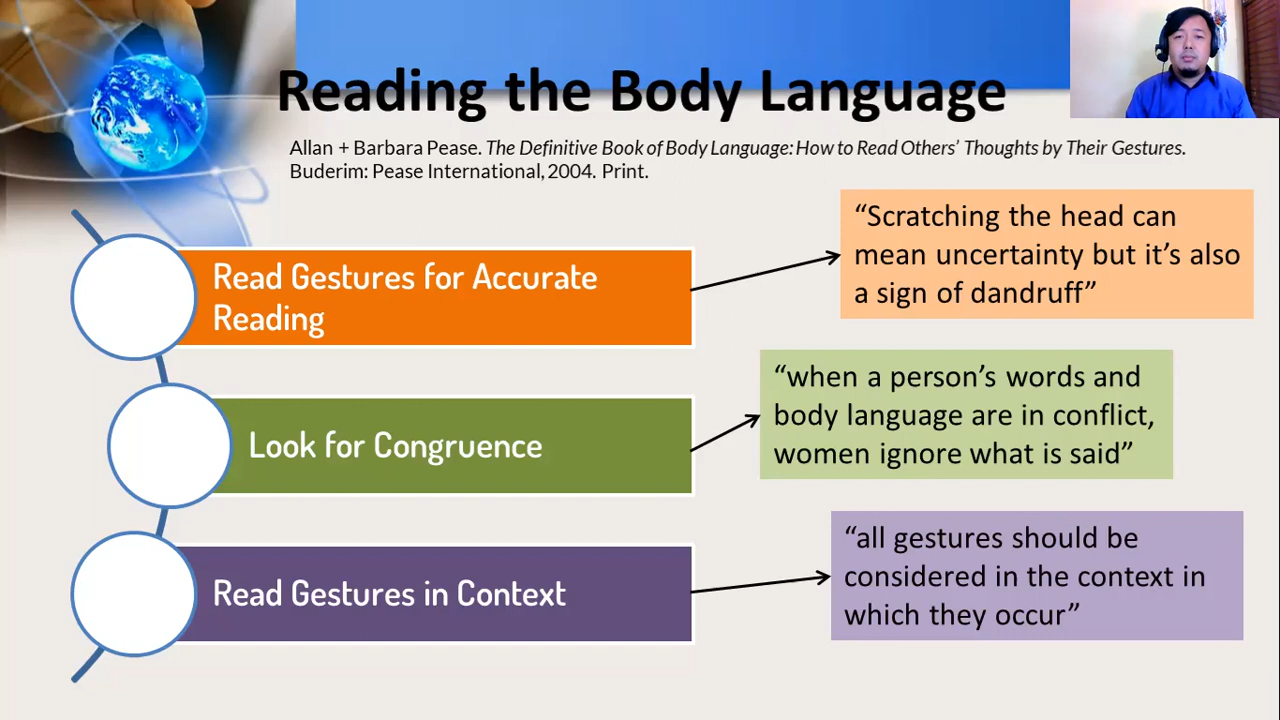 Reading the Body Language
Allan + Barbara Pease. The Definitive Book of Body Language: How to Read Others' Thoughts by Their Gestures.
Buderim: Pease International, 2004. Print.
Read Gestures for Accurate
Reading
“Scratching the head can
mean uncertainty but it’s also
a sign of dandruff”
Look for Congruence
“when a person’s words and
body language are in conflict,
women ignore what is said”
Read Gestures in Context
“all gestures should be
considered in the context in
which they occur”